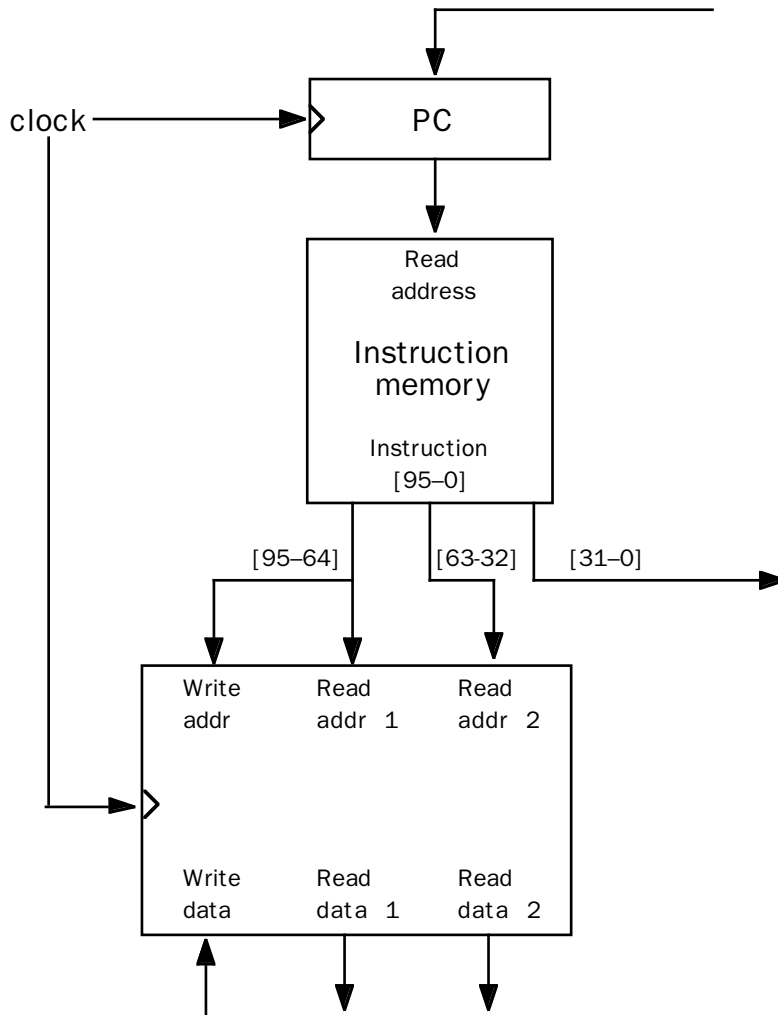 clock
PC
Read
address
Instruction
memory
Instruction
[95–0]
[95–64]
[63-32]
[31–0]
Write
addr
Read
addr 1
Read
addr 2
Write
data
Read
data 1
Read
data 2